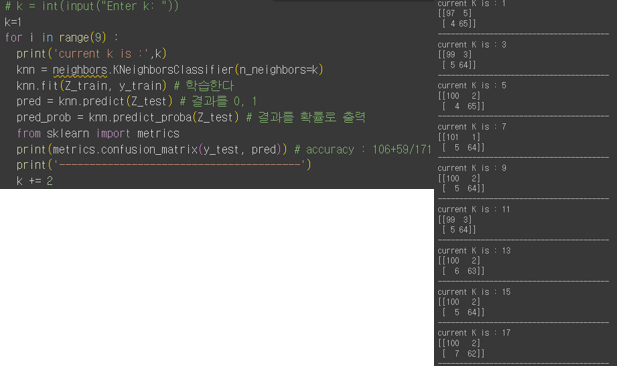 # k = int(input("Enter k: "))
k=1
for i in range(9) :
print('current k is :',k)
knn = neighbors.KNeighborsClassifier(n_neighbors=k)
knn.fit(Z_train, y_train) # 학습한다
pred = knn.predict(Z_test) # 결과를 0, 1
pred_prob = knn.predict_proba(Z_test) # 결과를 확률로 출력
from sklearn import metrics
print(metrics.confusion_matrix(y_test, pred)) # accuracy : 106+59/171
print('----------------------------------------')
k += 2
current K is : 1
[[97 5]
[ 4 65]]
----------------------------------------
current K is : 3
[[99 3]
[ 5 64]]
----------------------------------------
current K is : 5
[[100 2]
[ 4 65]]
----------------------------------------
current K is : 7
[[101 1]
[ 5 64]]
----------------------------------------
current K is : 9
[[100 2]
[ 5 64]]
----------------------------------------
current K is : 11
[[99 3]
[ 5 64]]
----------------------------------------
current K is : 13
[[100 2]
[ 6 63]]
----------------------------------------
current K is : 15
[[100 2]
[ 5 64]]
----------------------------------------
current K is : 17
[[100 2]
[ 7 62]]
----------------------------------------